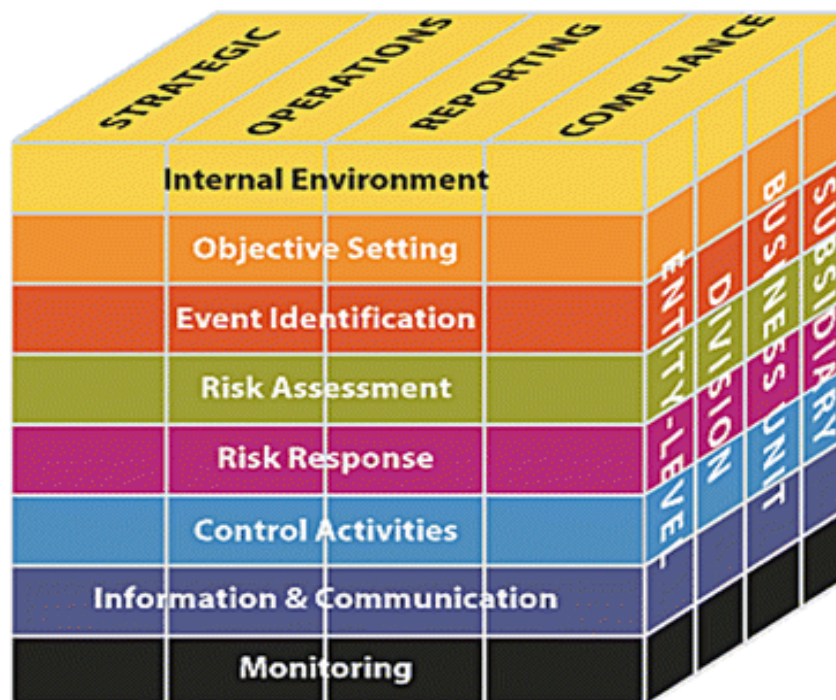 STRATEGIC
OPERATIONS
REPORTING
COMPLIANCE
Internal Environment
Objective Setting
Event Identification
Risk Assessment
Risk Response
Control Activities
Information & Communication
Monitoring
ENTITY-LEVEL
DIVISION
BUSINESS UNIT
SUBSIDIARY